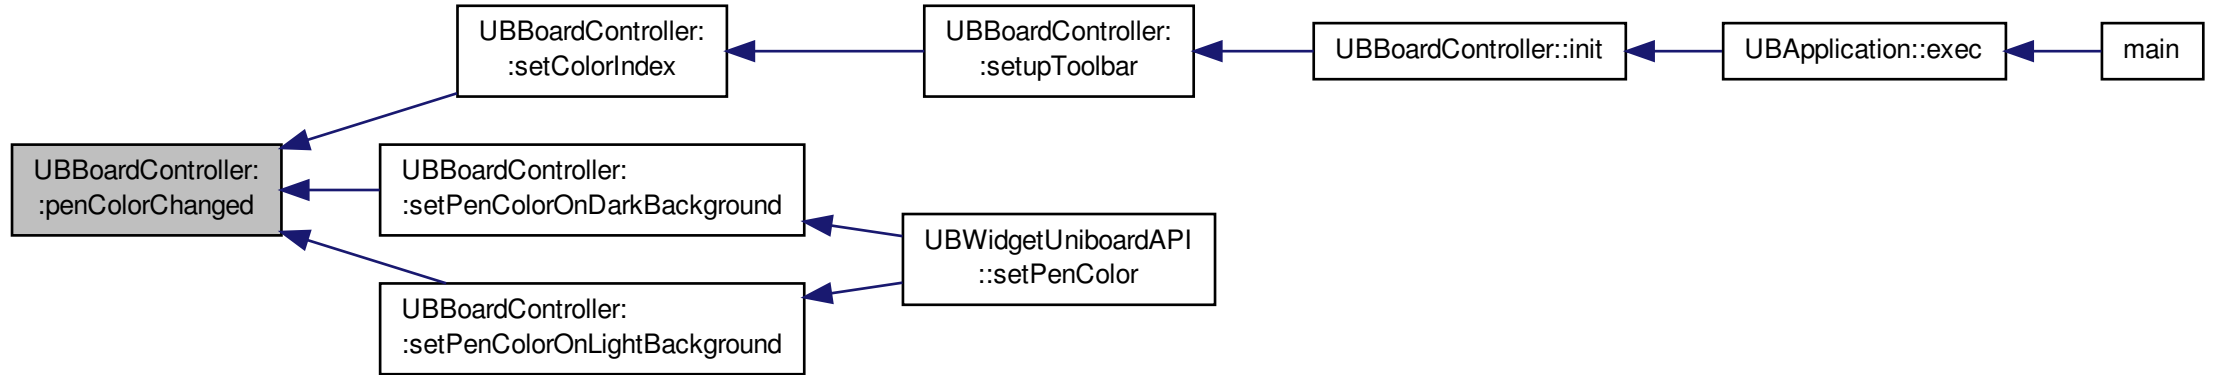 UBBoardController:
:setColorIndex
UBBoardController:
:setupToolbar
UBBoardController::init
UBApplication::exec
main
UBBoardController:
:penColorChanged
UBBoardController:
:setPenColorOnDarkBackground
UBWidgetUniboardAPI
::setPenColor
UBBoardController:
:setPenColorOnLightBackground